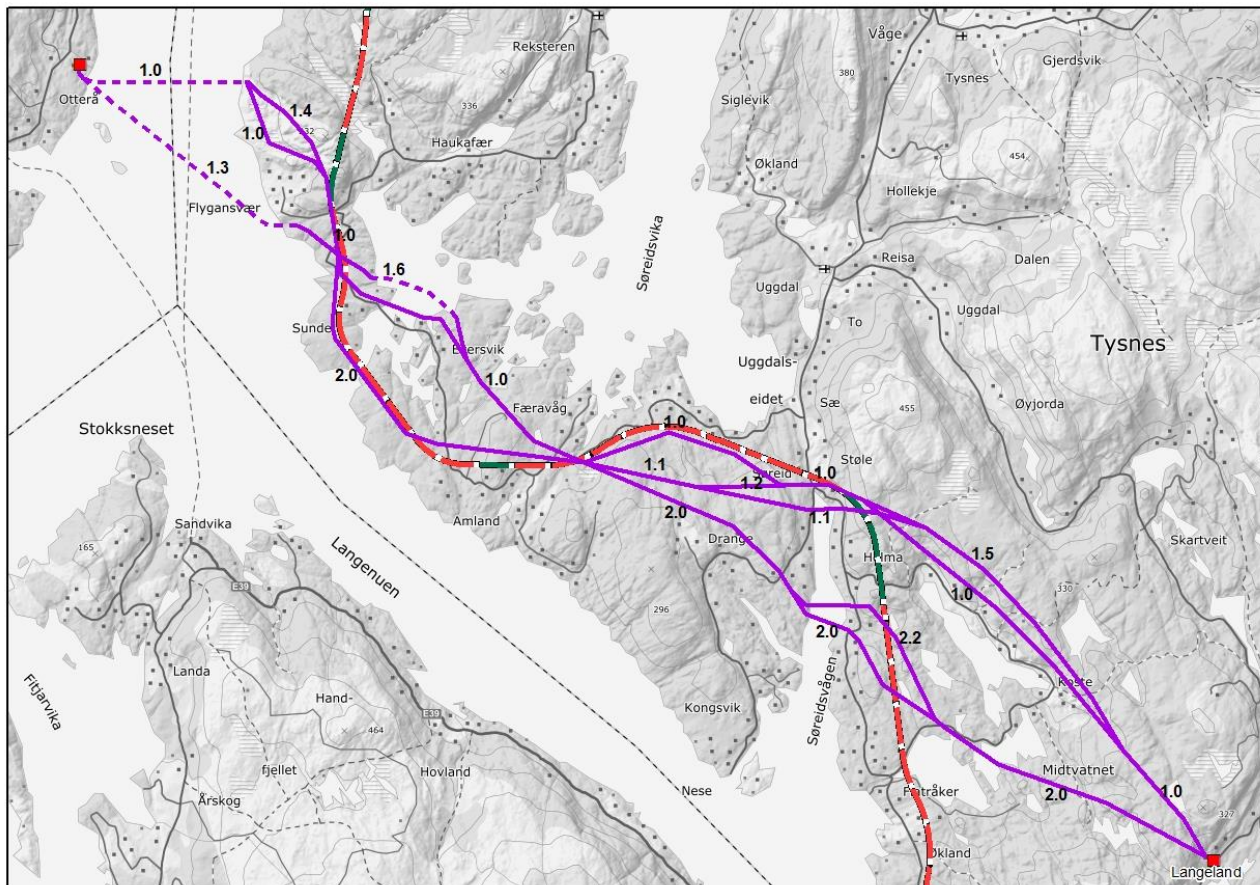 Reksteren
Våge
Gjerdsvik
1.0
Tysnes
380
Otterå
Siglevik
1.4
336
1.0
Haukafær
454
Økland
1.3
Hollekje
Flygansvær
1.0
Søreidsvika
Reisa
Dalen
1.6
Uggdal
Uggdal
To
Sunde
Tysnes
Uggdals-
2.0
1.0
eidet
Sæ
455
Øyjorda
Færavåg
1.0
Stokksneset
Støle
1.1
1.0
1.2
2.0
1.1
Amland
Sandvika
Drange
Skartveit
165
Langenuen
1.5
E39
330
1.0
296
2.0
2.2
Landa
Fitjarvika
Hand-
Kongsvik
Søreidsvågen
E39
464
fjellet
Hovland
Midtvatnet
Nese
1.0
Årskog
2.0
327
Økland
Langeland